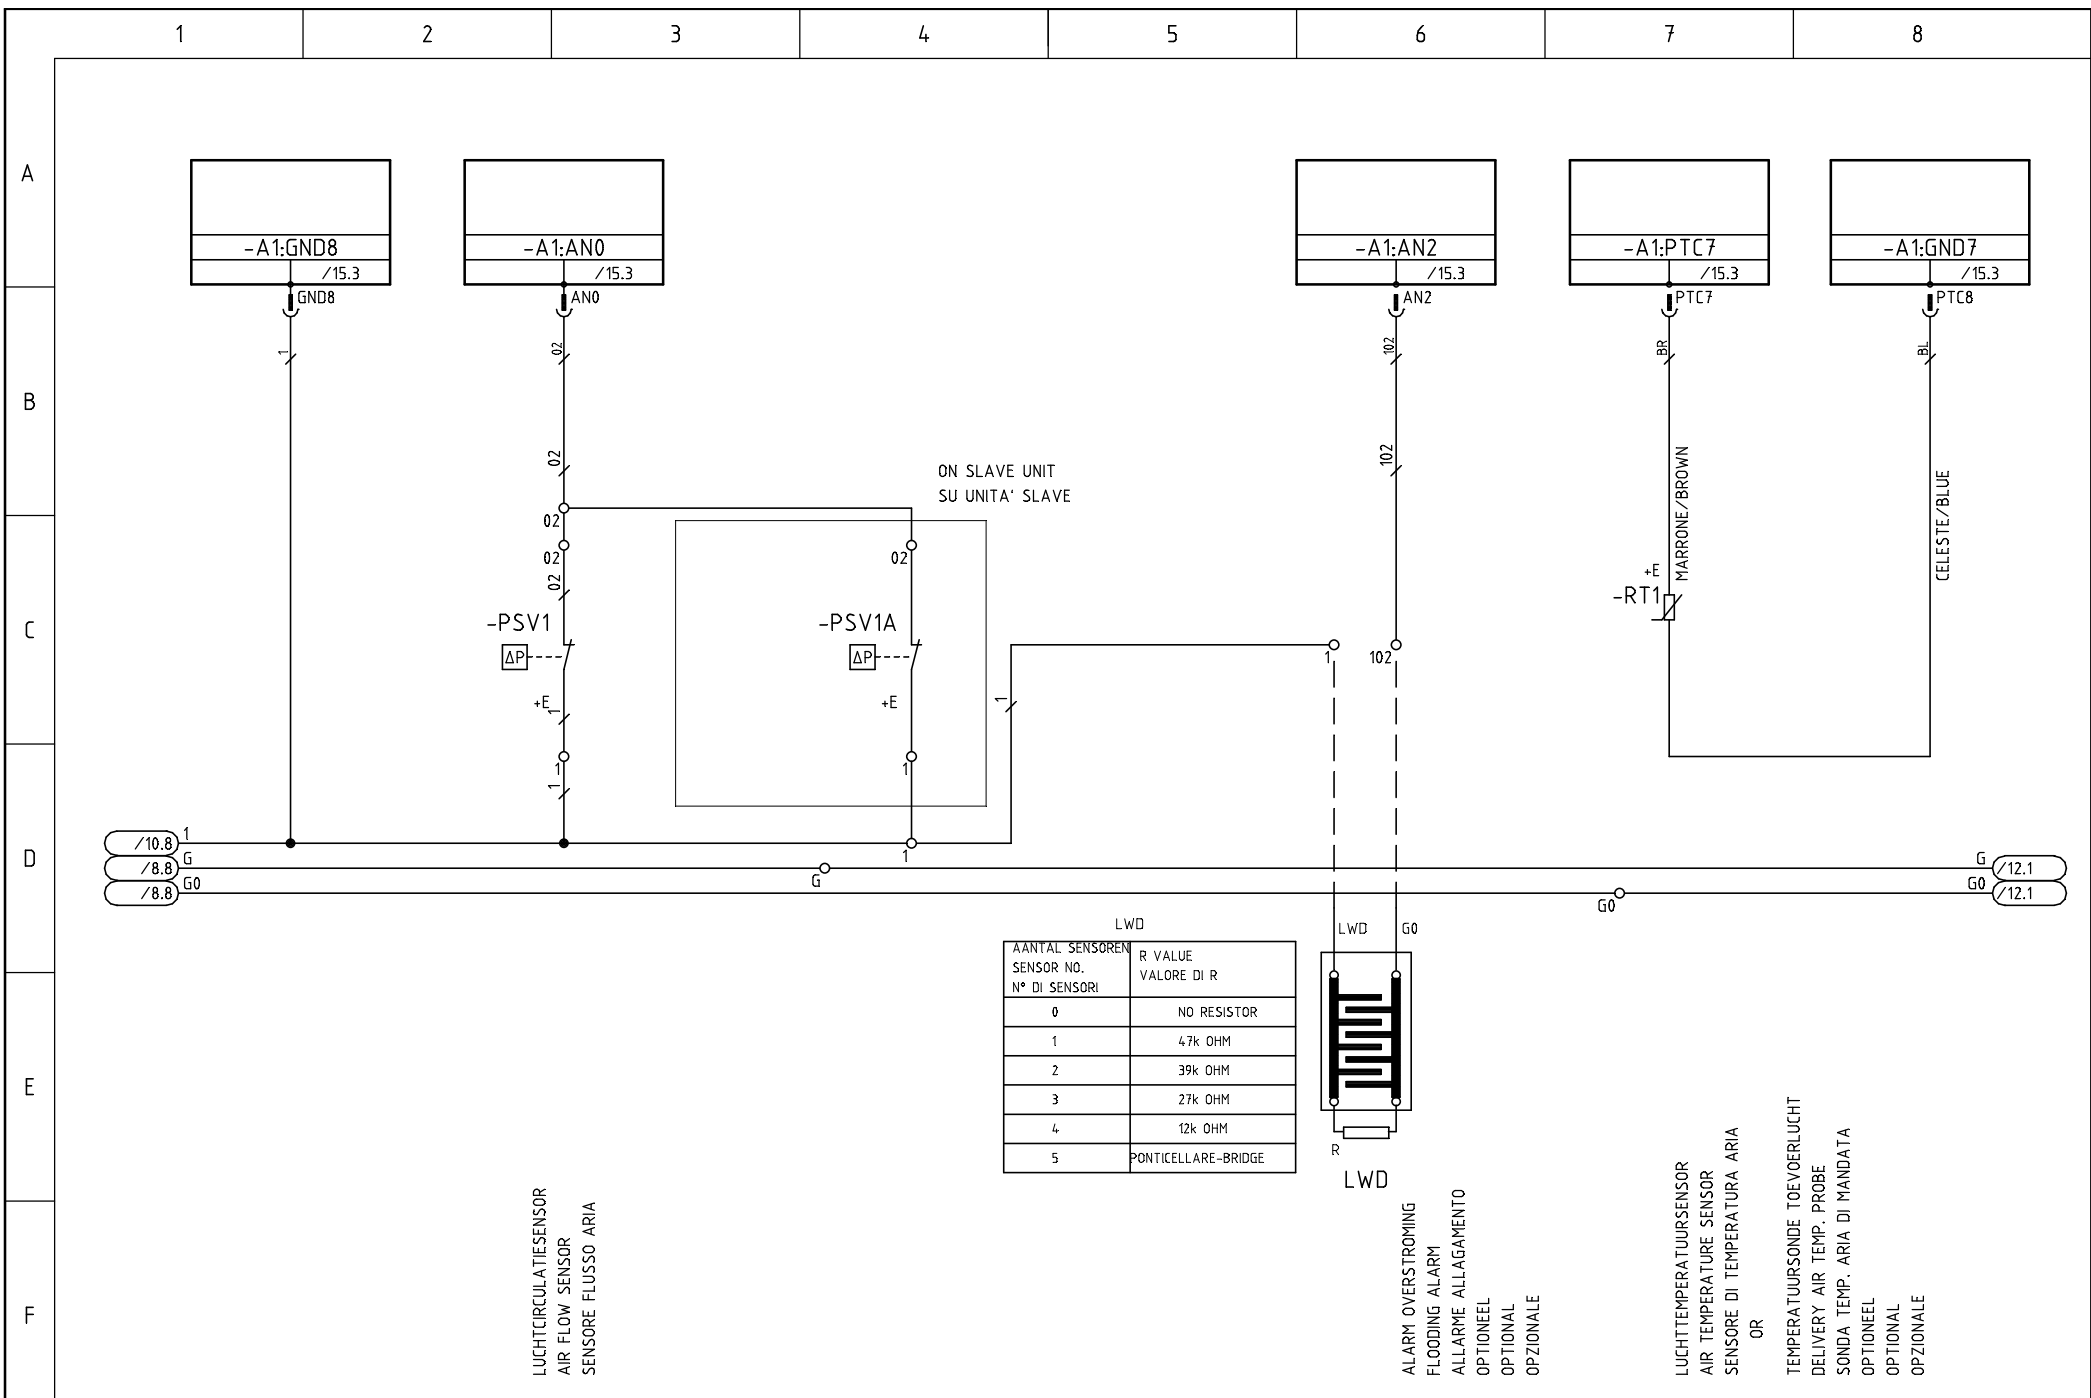 1 2 3 4 5 6 7 8
A
B
C
D
E
F
-A1:GND8
/15.3
GND8
1
-A1:AN0
/15.3
AN0
02
02
02
02
02
-PSV1
ΔP
+E
1
1
1
ON SLAVE UNIT
SU UNITA' SLAVE
02
-PSV1A
ΔP
+E
1
1
1
-A1:AN2
/15.3
AN2
102
102
1
102
-A1:PTC7
/15.3
PTC7
BR
MARRONE/BROWN
+E
-RT1
-A1:GND7
/15.3
PTC8
BL
CELESTE/BLUE
/10.8 1
/8.8 G
/8.8 G0
G
G0
G /12.1
G0 /12.1
LWD
AANTAL SENSOREN
SENSOR NO.
N° DI SENSORI
R VALUE
VALORE DI R
0 NO RESISTOR
1 47k OHM
2 39k OHM
3 27k OHM
4 12k OHM
5 PONTICELLARE-BRIDGE
LWD G0
R
LWD
LUCHTCIRCULATIESENSOR
AIR FLOW SENSOR
SENSORE FLUSSO ARIA
ALARM OVERSTROMING
FLOODING ALARM
ALLARME ALLAGAMENTO
OPTIONEEL
OPTIONAL
OPZIONALE
LUCHTTEMPERATUURSENSOR
AIR TEMPERATURE SENSOR
SENSORE DI TEMPERATURA ARIA
OR
TEMPERATUURSONDE TOEVOERLUCHT
DELIVERY AIR TEMP. PROBE
SONDA TEMP. ARIA DI MANDATA
OPTIONEEL
OPTIONAL
OPZIONALE